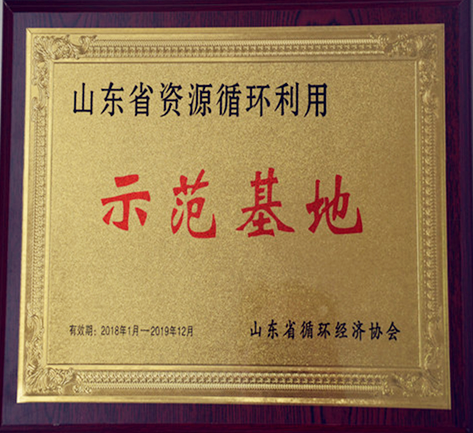 山东省资源循环利用
示范基地
有效期：2018年1月—2019年12月
山东省循环经济协会